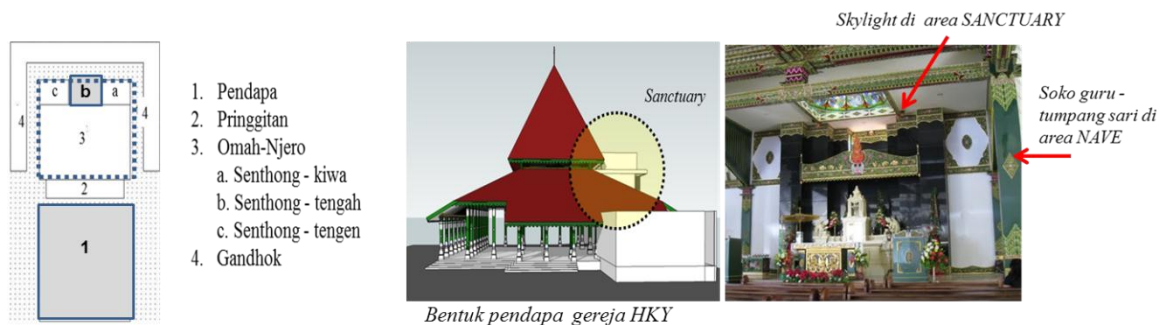 c b a
4 3 4
2
1
1. Pendapa
2. Pringgitan
3. Omah-Njero
a. Senthong - kiwa
b. Senthong - tengah
c. Senthong - tengen
4. Gandhok
Sanctuary
Bentuk pendapa gereja HKY
Skylight di area SANCTUARY
Soko guru -
tumpang sari di
area NAVE